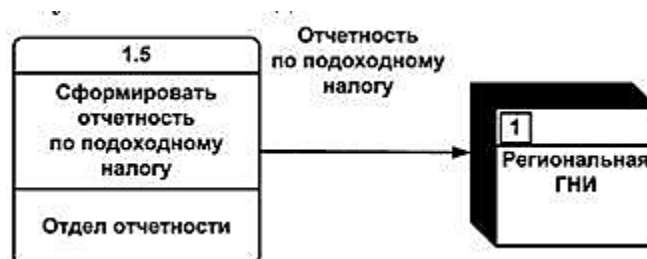 1.5
Сформировать
отчетность
по подоходному
налогу
Отдел отчетности
Отчетность
по подоходному
налогу
1
Региональная
ГНИ